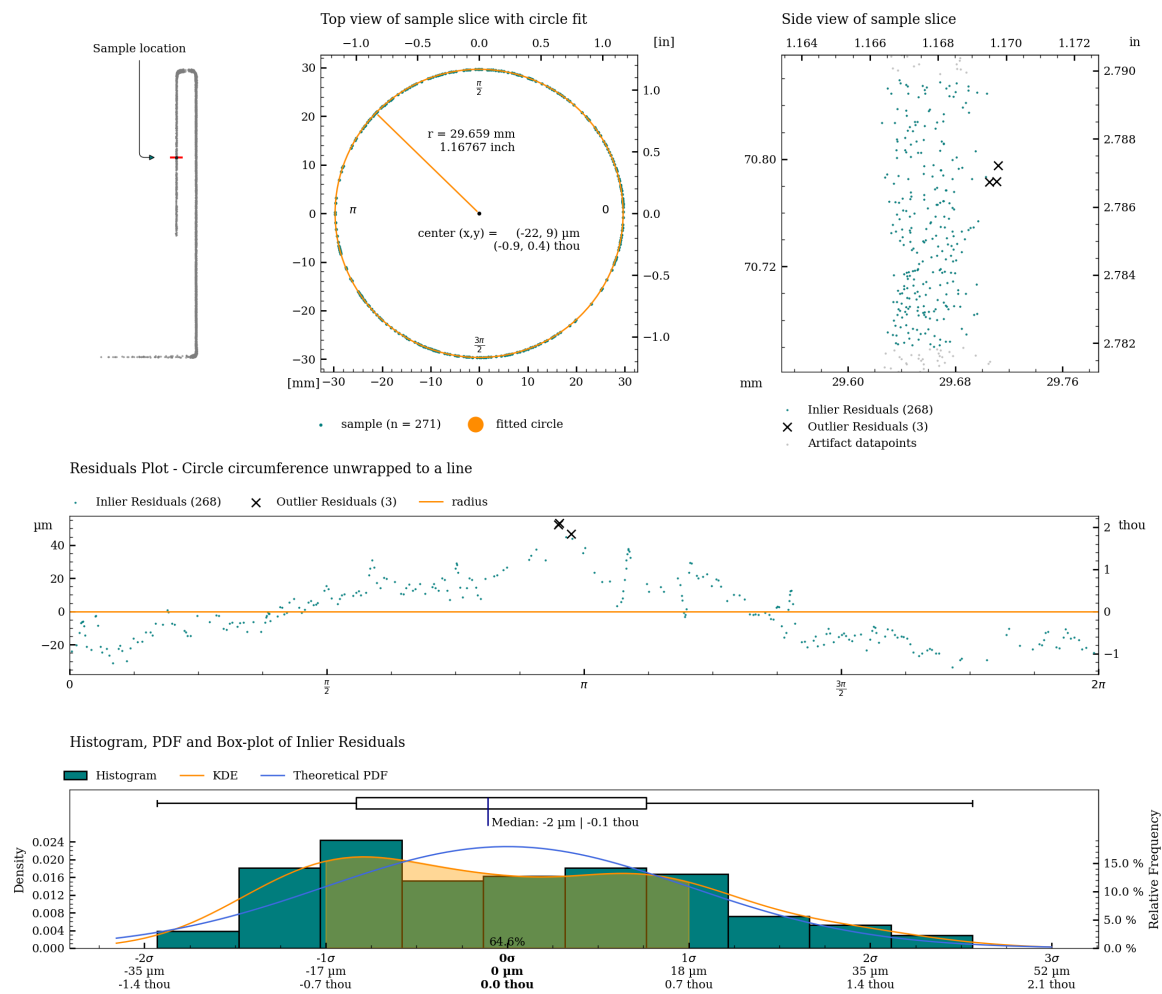 Top view of sample slice with circle fit
Side view of sample slice
Sample location
−1.0 −0.5 0.0 0.5 1.0 [in]
1.164 1.166 1.168 1.170 1.172 in
30
20
10
0
−10
−20
−30
1.0
0.5
0.0
−0.5
−1.0
π/2
r = 29.659 mm
1.16767 inch
π
0
center (x,y) = (-22, 9) µm
(-0.9, 0.4) thou
3π/2
[mm] −30 −20 −10 0 10 20 30
sample (n = 271) fitted circle
70.80
70.72
2.790
2.788
2.786
2.784
2.782
mm 29.60 29.68 29.76
Inlier Residuals (268)
Outlier Residuals (3)
Artifact datapoints
Residuals Plot - Circle circumference unwrapped to a line
Inlier Residuals (268) Outlier Residuals (3) radius
µm
40
20
0
−20
2 thou
1
0
−1
0 π/2 π 3π/2 2π
Histogram, PDF and Box-plot of Inlier Residuals
Histogram KDE Theoretical PDF
Median: -2 µm | -0.1 thou
Density
0.024
0.020
0.016
0.012
0.008
0.004
0.000
Relative Frequency
15.0 %
10.0 %
5.0 %
0.0 %
64.6%
-2σ -1σ 0σ 1σ 2σ 3σ
-35 µm -17 µm 0 µm 18 µm 35 µm 52 µm
-1.4 thou -0.7 thou 0.0 thou 0.7 thou 1.4 thou 2.1 thou